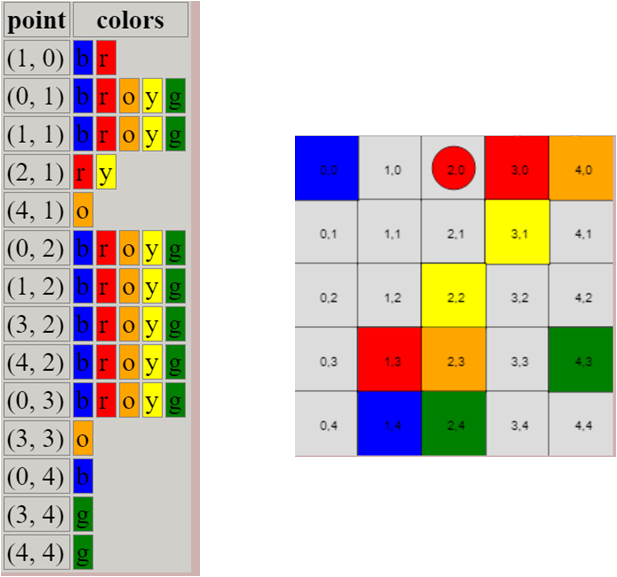 point colors
(1, 0) b r
(0, 1) b r o y g
(1, 1) b r o y g
(2, 1) r y
(4, 1) o
(0, 2) b r o y g
(1, 2) b r o y g
(3, 2) b r o y g
(4, 2) b r o y g
(0, 3) b r o y g
(3, 3) o
(0, 4) b
(3, 4) g
(4, 4) g
0,0 1,0 2,0 3,0 4,0
0,1 1,1 2,1 3,1 4,1
0,2 1,2 2,2 3,2 4,2
0,3 1,3 2,3 3,3 4,3
0,4 1,4 2,4 3,4 4,4